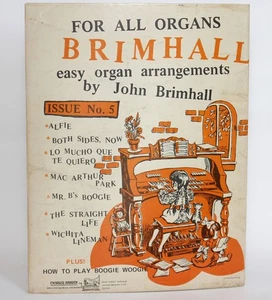 FOR ALL ORGANS
BRIMHALL
easy organ arrangements
by John Brimhall
ISSUE No. 5
ALFIE
BOTH SIDES, NOW
LO MUCHO QUE
TE QUIERO
MAC ARTHUR
PARK
MR. B's BOOGIE
THE STRAIGHT
LIFE
WICHITA
LINEMAN
PLUS!
HOW TO PLAY BOOGIE WOOGIE